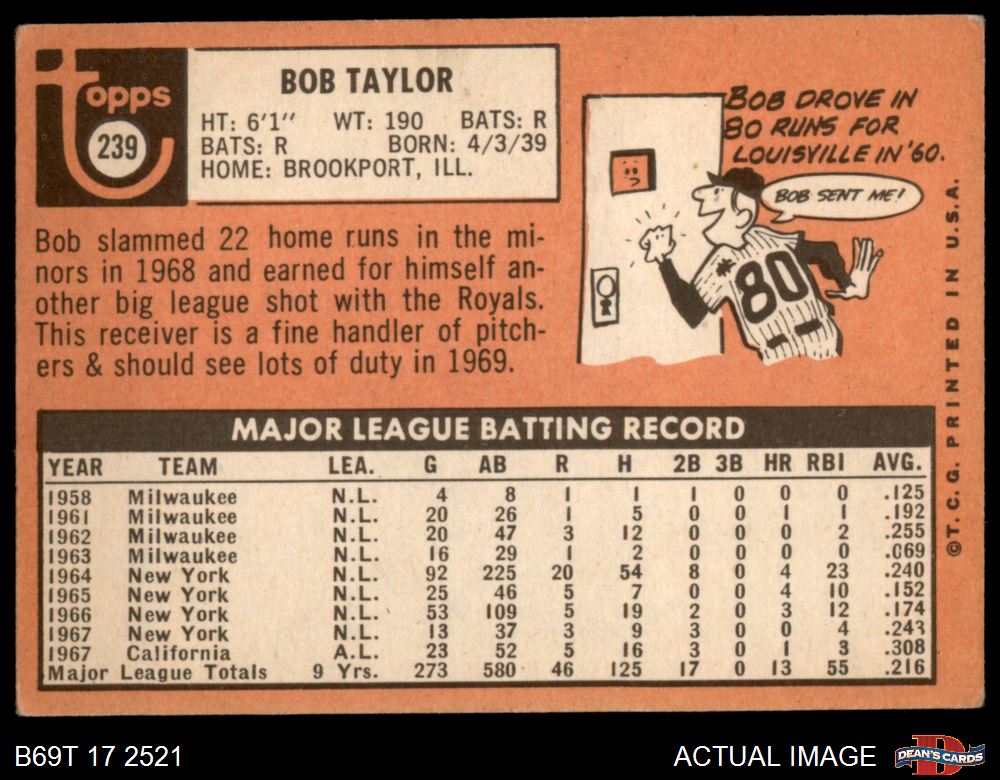 topps
239
BOB TAYLOR
HT: 6'1" WT: 190 BATS: R
BATS: R BORN: 4/3/39
HOME: BROOKPORT, ILL.
Bob slammed 22 home runs in the mi-
nors in 1968 and earned for himself an-
other big league shot with the Royals.
This receiver is a fine handler of pitch-
ers & should see lots of duty in 1969.
BOB DROVE IN
80 RUNS FOR
LOUISVILLE IN '60.
BOB SENT ME!
80
©T.C.G. PRINTED IN U.S.A.
MAJOR LEAGUE BATTING RECORD
YEAR TEAM LEA. G AB R H 2B 3B HR RBI AVG.
1958 Milwaukee N.L. 4 8 1 1 1 0 0 0 .125
1961 Milwaukee N.L. 20 26 1 5 0 0 1 1 .192
1962 Milwaukee N.L. 20 47 3 12 0 0 0 2 .255
1963 Milwaukee N.L. 16 29 1 2 0 0 0 0 .069
1964 New York N.L. 92 225 20 54 8 0 4 23 .240
1965 New York N.L. 25 46 5 7 0 0 4 10 .152
1966 New York N.L. 53 109 5 19 2 0 3 12 .174
1967 New York N.L. 13 37 3 9 3 0 0 4 .243
1967 California A.L. 23 52 5 16 3 0 1 3 .308
Major League Totals 9 Yrs. 273 580 46 125 17 0 13 55 .216
B69T 17 2521 ACTUAL IMAGE DEAN'S CARDS